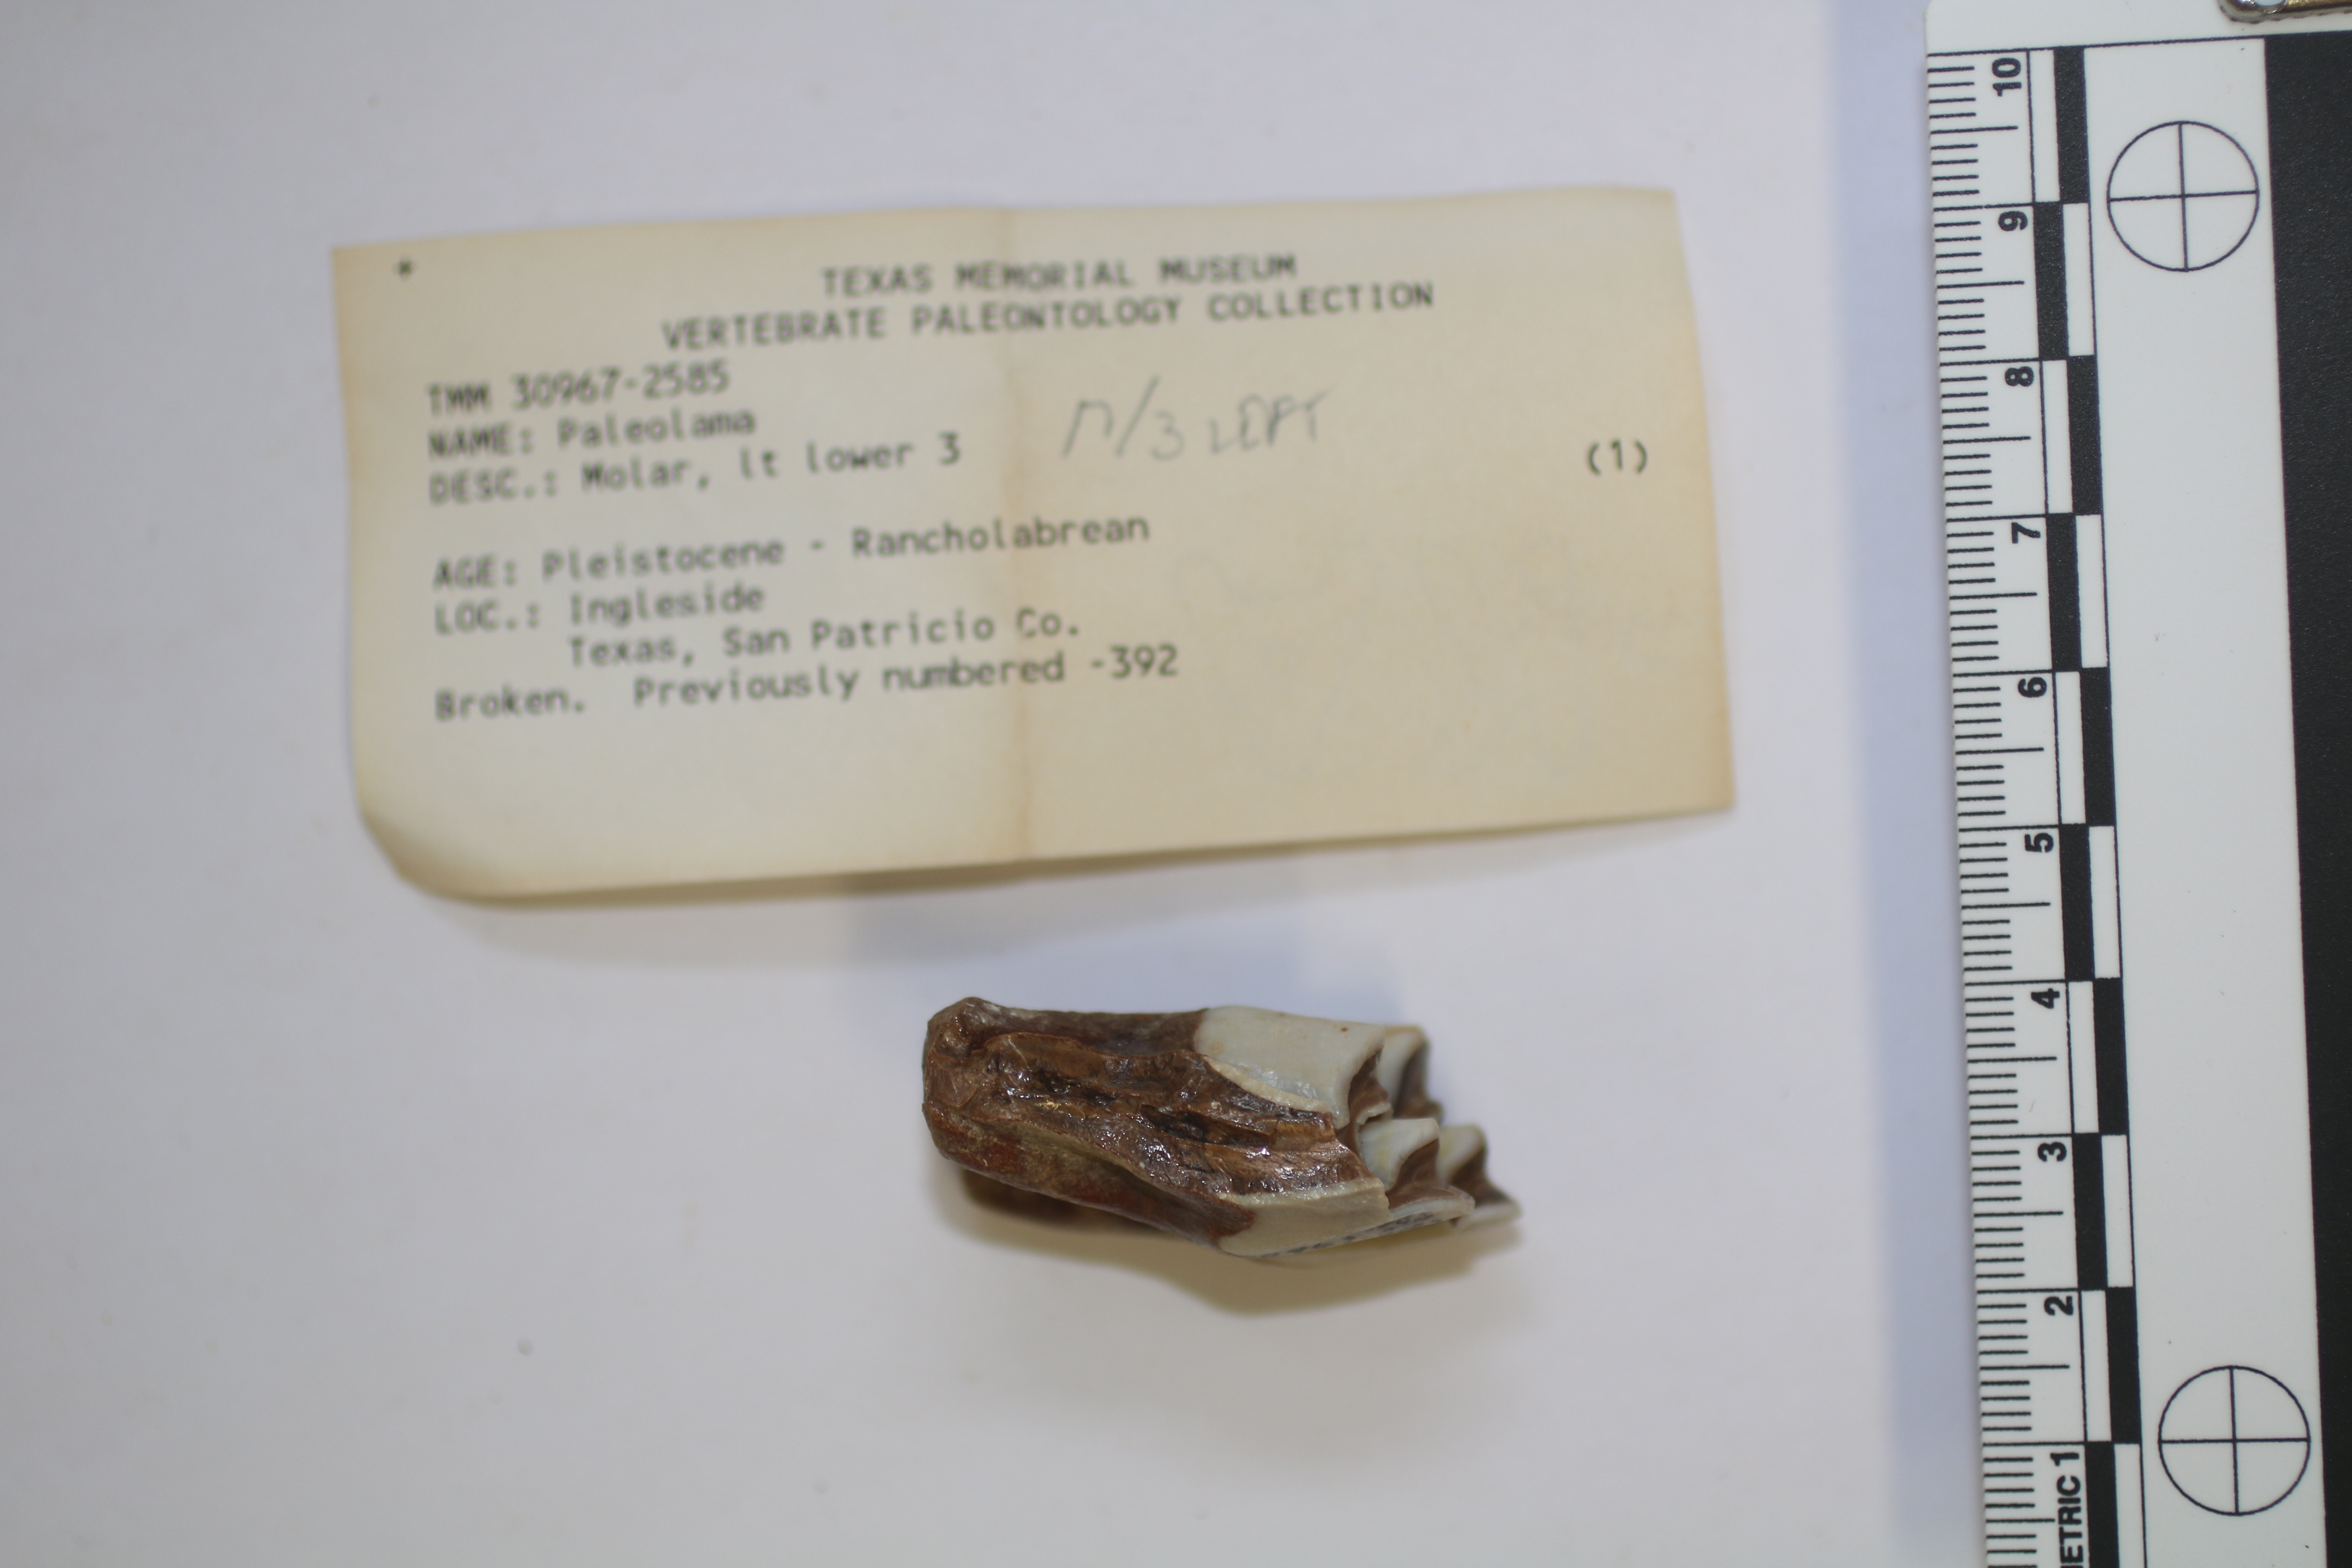 TEXAS MEMORIAL MUSEUM
VERTEBRATE PALEONTOLOGY COLLECTION
TMM 30967-2585
NAME: Paleolama
DESC.: Molar, lt lower 3
M/3 LEFT
(1)
AGE: Pleistocene - Rancholabrean
LOC.: Ingleside
Texas, San Patricio Co.
Broken. Previously numbered -392
10
9
8
7
6
5
4
3
2
ETRIC 1